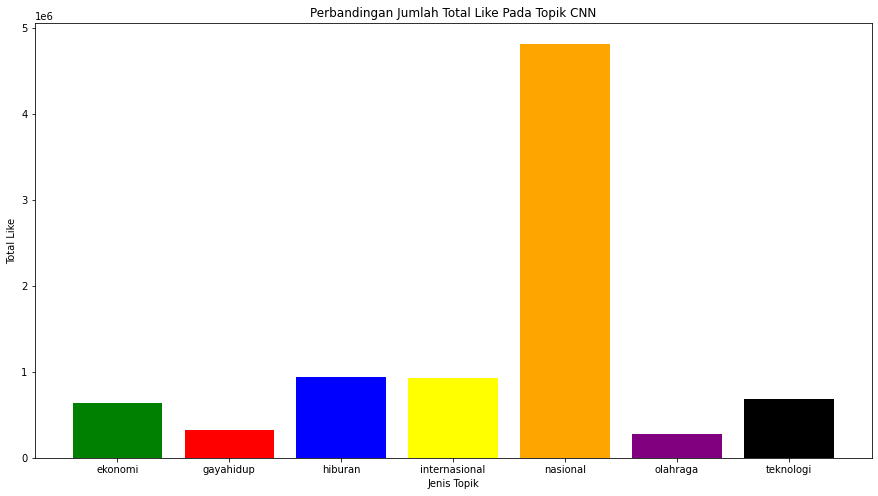 Perbandingan Jumlah Total Like Pada Topik CNN
1e6
5
4
3
2
1
0
Total Like
ekonomi gayahidup hiburan internasional nasional olahraga teknologi
Jenis Topik